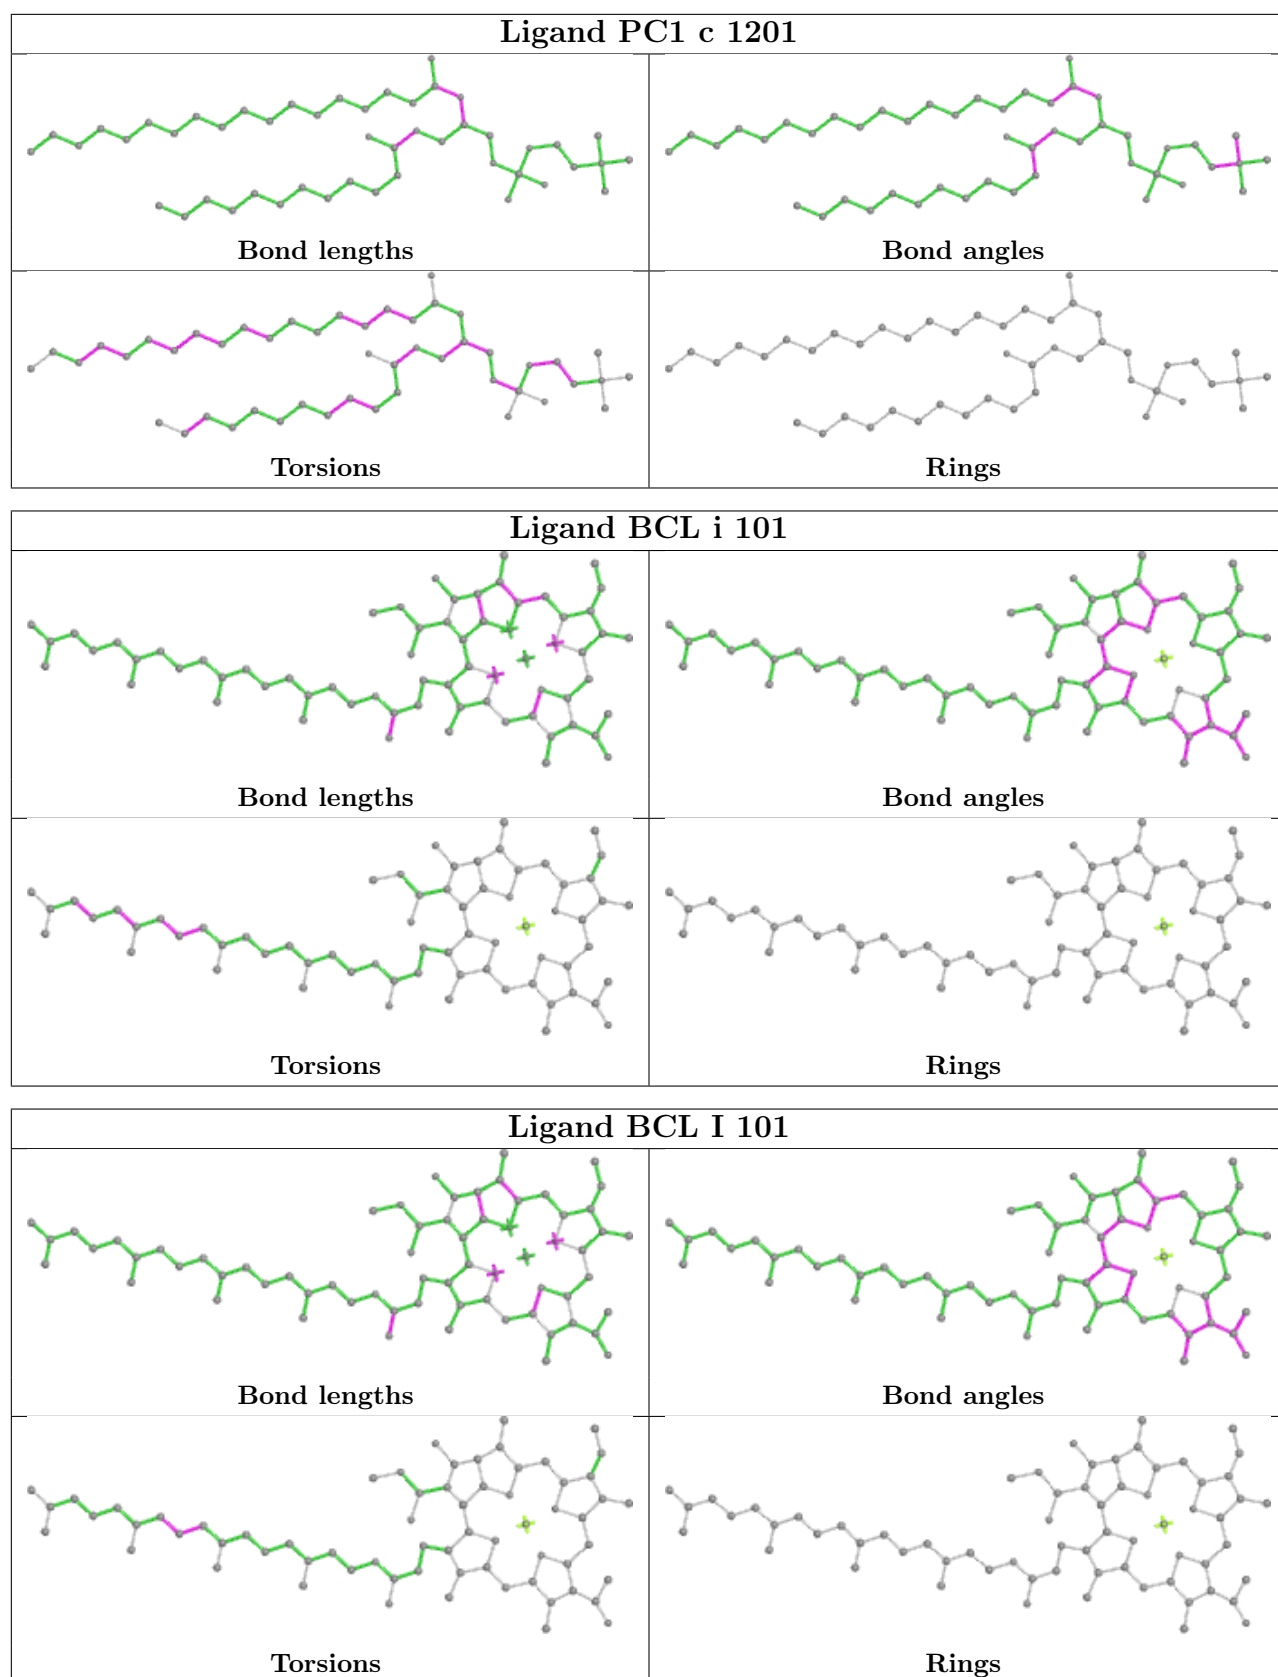 Ligand PC1 c 1201
Bond lengths
Bond angles
Torsions
Rings
Ligand BCL i 101
Bond lengths
Bond angles
Torsions
Rings
Ligand BCL I 101
Bond lengths
Bond angles
Torsions
Rings